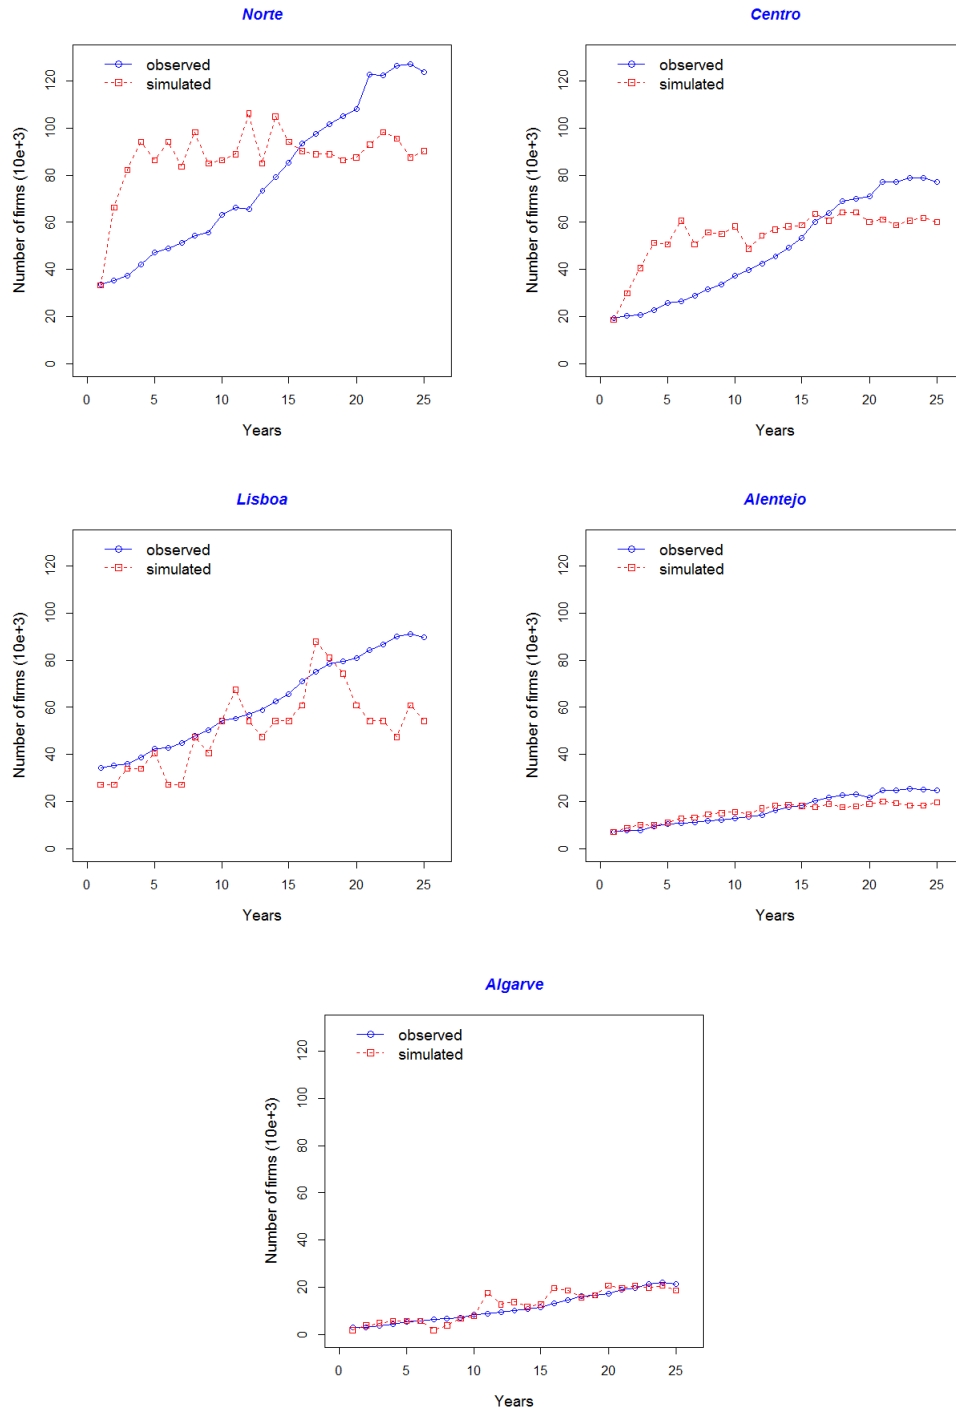 Norte
observed
simulated
Number of firms (10e+3)
0 20 40 60 80 100 120
0 5 10 15 20 25
Years
Centro
observed
simulated
Number of firms (10e+3)
0 20 40 60 80 100 120
0 5 10 15 20 25
Years
Lisboa
observed
simulated
Number of firms (10e+3)
0 20 40 60 80 100 120
0 5 10 15 20 25
Years
Alentejo
observed
simulated
Number of firms (10e+3)
0 20 40 60 80 100 120
0 5 10 15 20 25
Years
Algarve
observed
simulated
Number of firms (10e+3)
0 20 40 60 80 100 120
0 5 10 15 20 25
Years